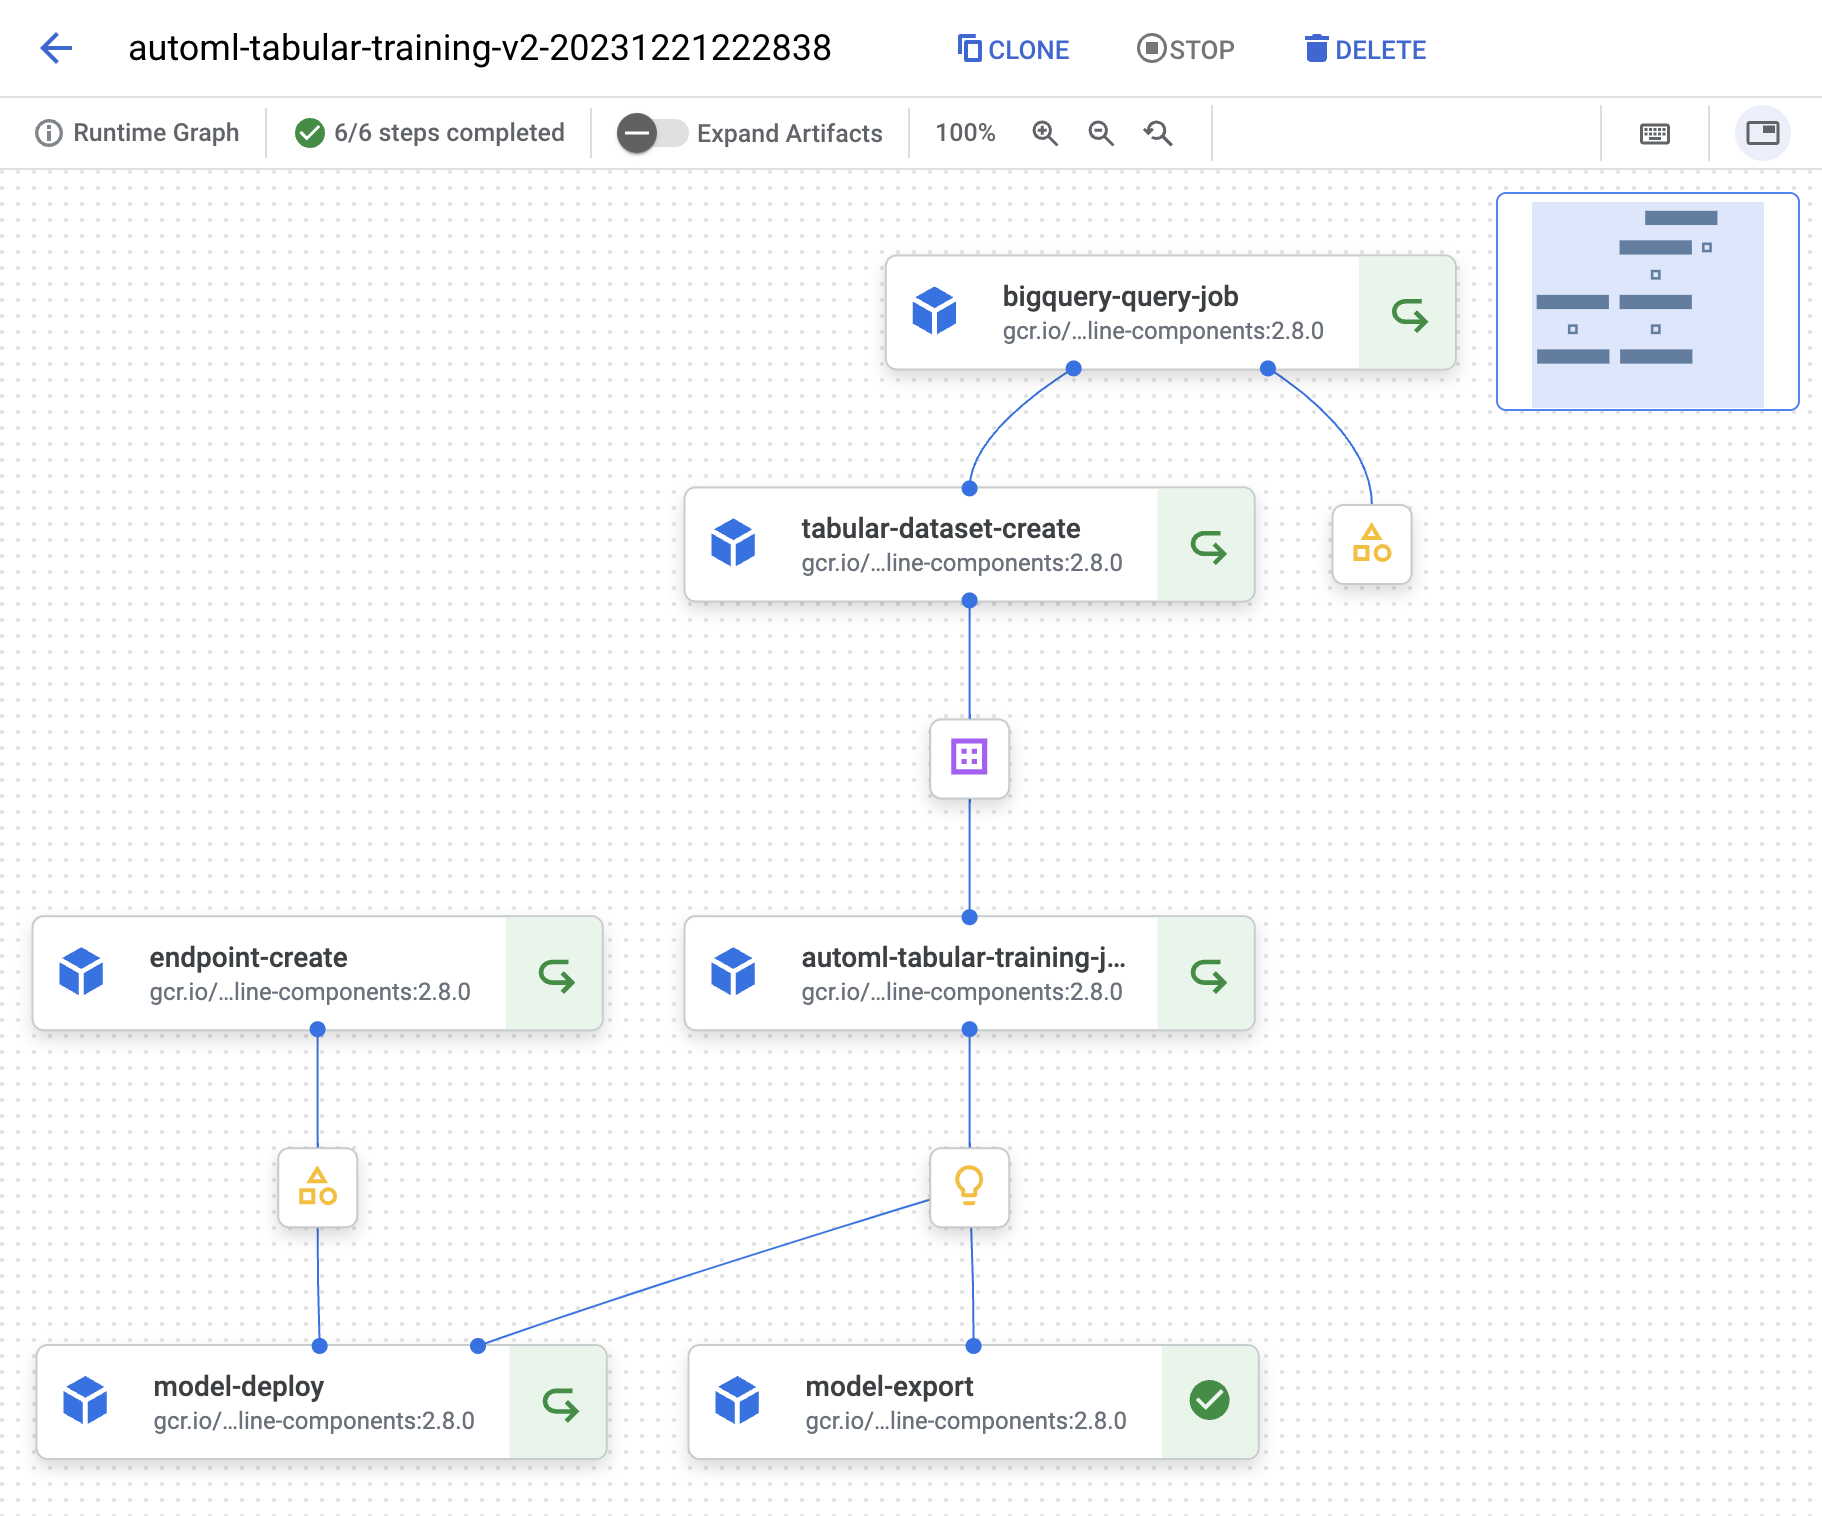 automl-tabular-training-v2-20231221222838
CLONE
STOP
DELETE
Runtime Graph
6/6 steps completed
Expand Artifacts
100%
bigquery-query-job
gcr.io/...line-components:2.8.0
tabular-dataset-create
gcr.io/...line-components:2.8.0
endpoint-create
gcr.io/...line-components:2.8.0
automl-tabular-training-j...
gcr.io/...line-components:2.8.0
model-deploy
gcr.io/...line-components:2.8.0
model-export
gcr.io/...line-components:2.8.0